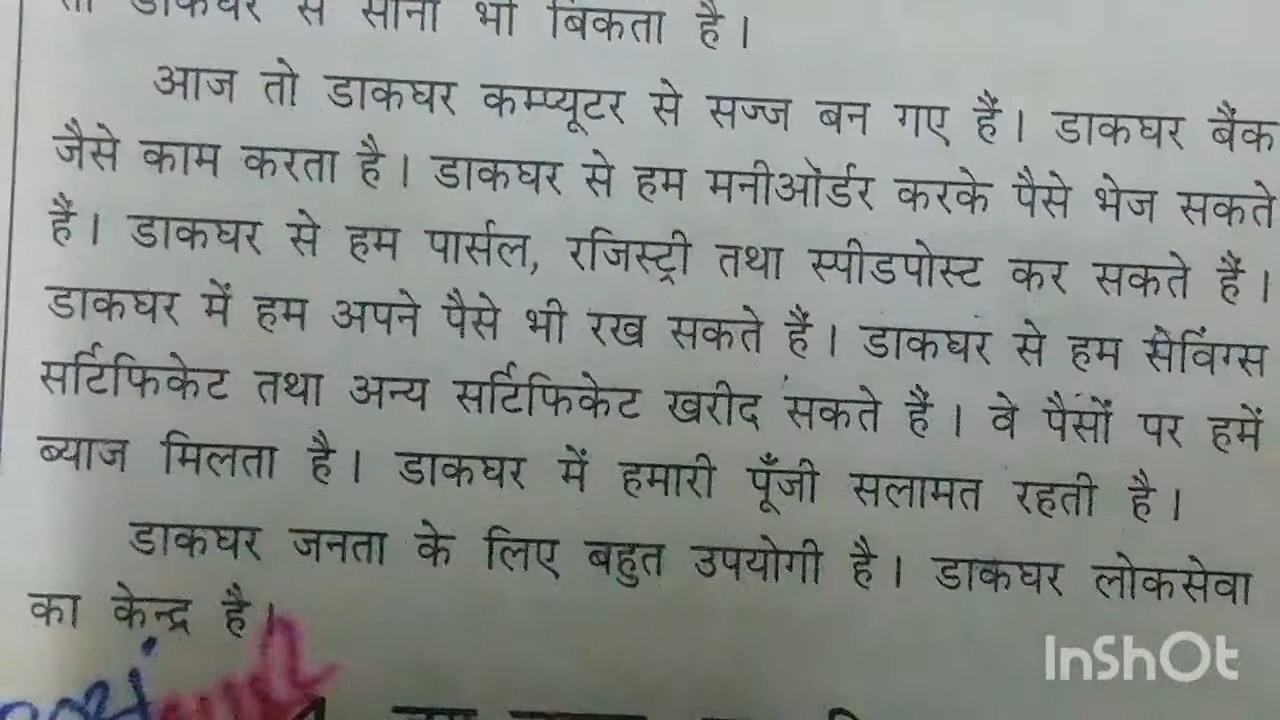 तो डाकघर से सोना भी बिकता है।
आज तो डाकघर कम्प्यूटर से सज्ज बन गए हैं। डाकघर बैंक
जैसे काम करता है। डाकघर से हम मनीऑर्डर करके पैसे भेज सकते
हैं। डाकघर से हम पार्सल, रजिस्ट्री तथा स्पीडपोस्ट कर सकते हैं।
डाकघर में हम अपने पैसे भी रख सकते हैं। डाकघर से हम सेविंग्स
सर्टिफिकेट तथा अन्य सर्टिफिकेट खरीद सकते हैं। वे पैसों पर हमें
ब्याज मिलता है। डाकघर में हमारी पूँजी सलामत रहती है।
डाकघर जनता के लिए बहुत उपयोगी है। डाकघर लोकसेवा
का केन्द्र है।
InShOt